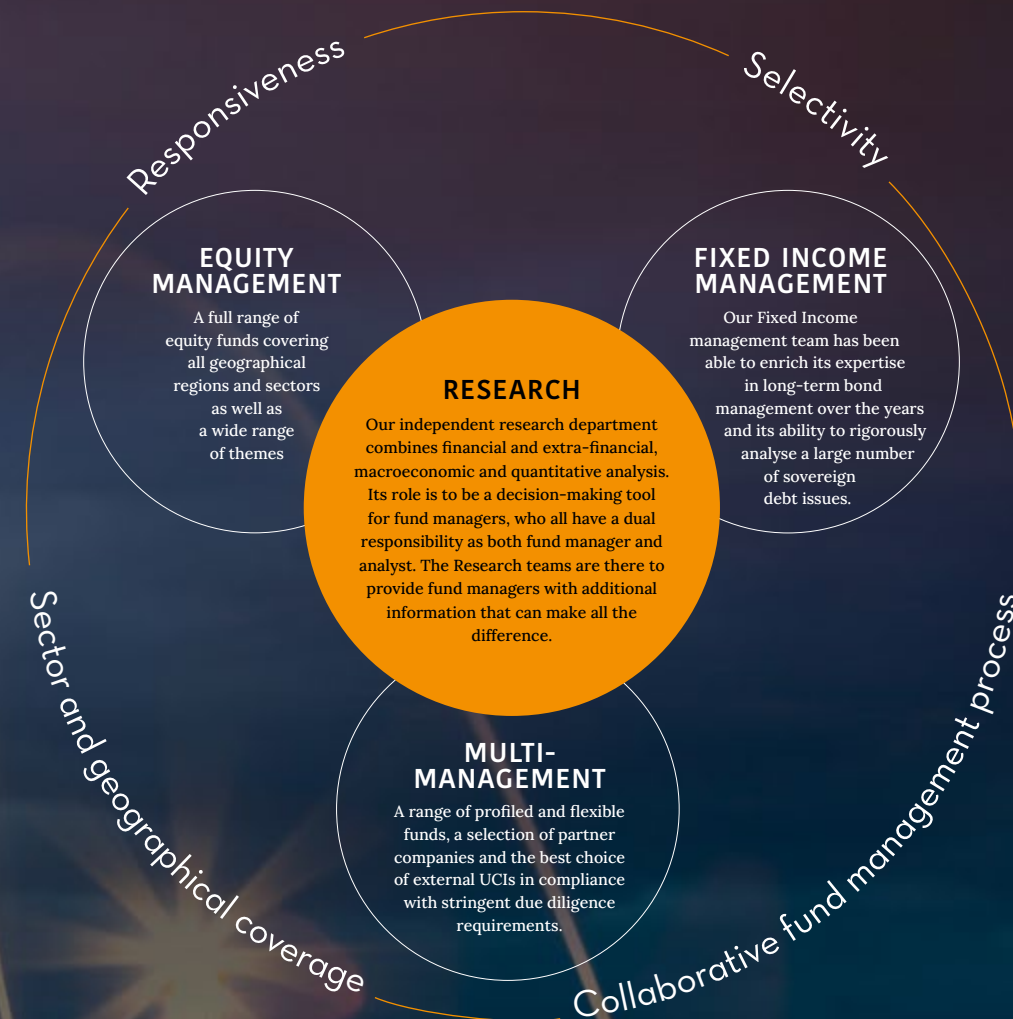 Responsiveness
Selectivity
EQUITY
MANAGEMENT
A full range of
equity funds covering
all geographical
regions and sectors
as well as
a wide range
of themes
FIXED INCOME
MANAGEMENT
Our Fixed Income
management team has been
able to enrich its expertise
in long-term bond
management over the years
and its ability to rigorously
analyse a large number
of sovereign
debt issues.
RESEARCH
Our independent research department
combines financial and extra-financial,
macroeconomic and quantitative analysis.
Its role is to be a decision-making tool
for fund managers, who all have a dual
responsibility as both fund manager and
analyst. The Research teams are there to
provide fund managers with additional
information that can make all the
difference.
MULTI-
MANAGEMENT
A range of profiled and flexible
funds, a selection of partner
companies and the best choice
of external UCIs in compliance
with stringent due diligence
requirements.
Sector and geographical coverage
Collaborative fund management process